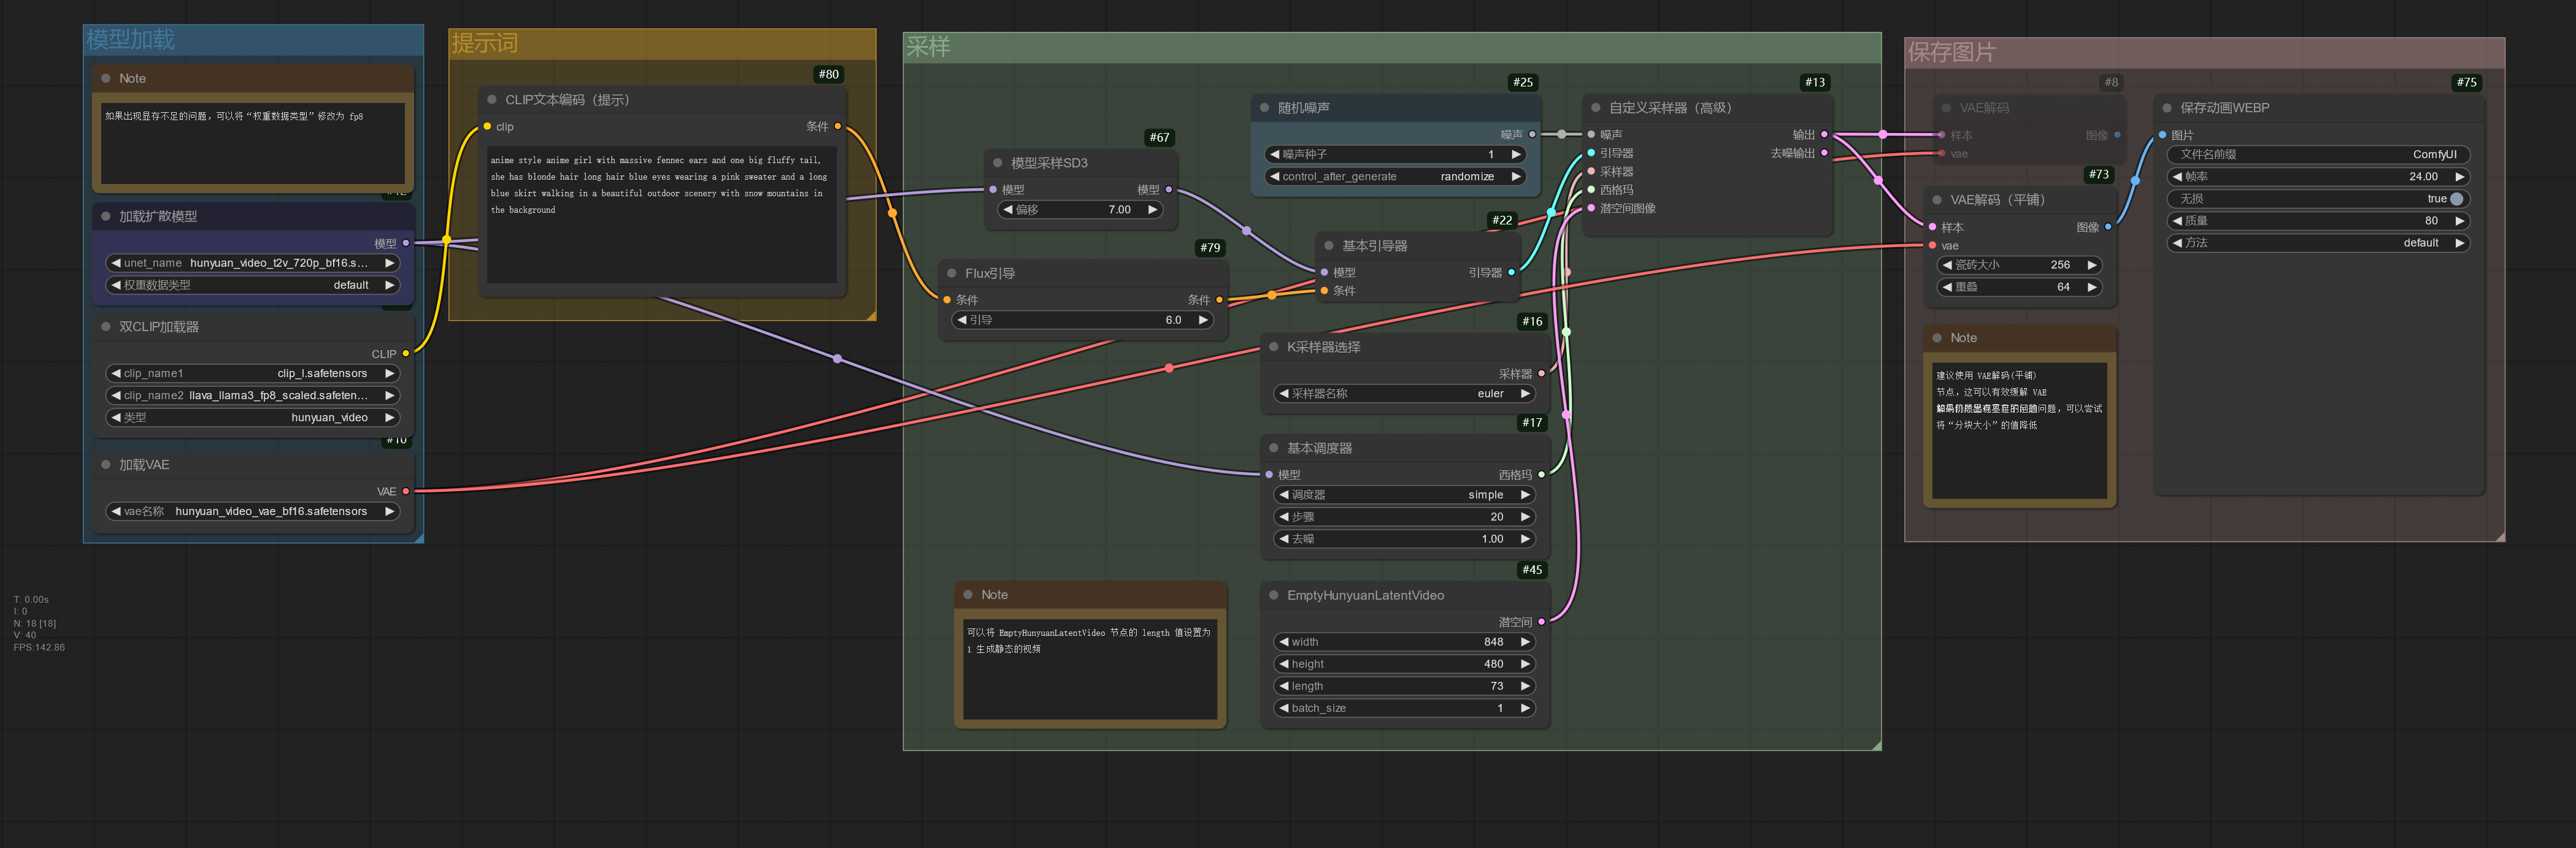 模型加载
Note
如果出现显存不足的问题，可以将“权重数据类型”修改为 fp8
加载扩散模型
模型
unet_name hunyuan_video_t2v_720p_bf16.s...
权重数据类型 default
双CLIP加载器
CLIP
clip_name1 clip_l.safetensors
clip_name2 llava_llama3_fp8_scaled.safeten...
类型 hunyuan_video
#10
加载VAE
VAE
vae名称 hunyuan_video_vae_bf16.safetensors
提示词
#80
CLIP文本编码（提示）
clip 条件
anime style anime girl with massive fennec ears and one big fluffy tail,
she has blonde hair long hair blue eyes wearing a pink sweater and a long
blue skirt walking in a beautiful outdoor scenery with snow mountains in
the background
采样
#67
模型采样SD3
模型 模型
偏移 7.00
#79
Flux引导
条件 条件
引导 6.0
#25
随机噪声
噪声
噪声种子 1
control_after_generate randomize
#22
基本引导器
模型 引导器
条件
#16
K采样器选择
采样器
采样器名称 euler
#17
基本调度器
模型 西格玛
调度器 simple
步骤 20
去噪 1.00
#45
EmptyHunyuanLatentVideo
潜空间
width 848
height 480
length 73
batch_size 1
Note
可以将 EmptyHunyuanLatentVideo 节点的 length 值设置为
1 生成静态的视频
#13
自定义采样器（高级）
噪声 输出
引导器 去噪输出
采样器
西格玛
潜空间图像
保存图片
#8
VAE解码
样本 图像
vae
#73
VAE解码（平铺）
样本 图像
vae
瓷砖大小 256
重叠 64
Note
建议使用 VAE解码(平铺)
节点，这可以有效缓解 VAE
问题，可以尝试
将“分块大小”的值降低
#75
保存动画WEBP
图片
文件名前缀 ComfyUI
帧率 24.00
无损 true
质量 80
方法 default
T: 0.00s
I: 0
N: 18 [18]
V: 40
FPS:142.86